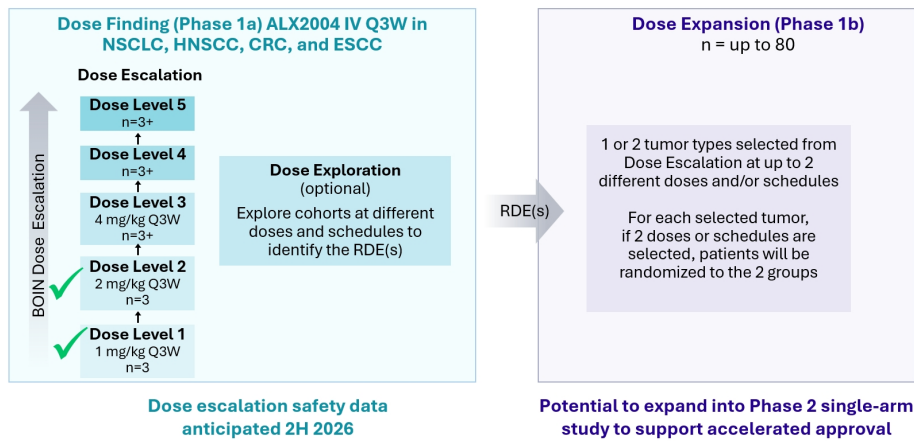 Dose Finding (Phase 1a) ALX2004 IV Q3W in
NSCLC, HNSCC, CRC, and ESCC
Dose Escalation
BOIN Dose Escalation
Dose Level 5
n=3+
Dose Level 4
n=3+
Dose Level 3
4 mg/kg Q3W
n=3+
Dose Level 2
2 mg/kg Q3W
n=3
Dose Level 1
1 mg/kg Q3W
n=3
Dose Exploration
(optional)
Explore cohorts at different
doses and schedules to
identify the RDE(s)
Dose escalation safety data
anticipated 2H 2026
RDE(s)
Dose Expansion (Phase 1b)
n = up to 80
1 or 2 tumor types selected from
Dose Escalation at up to 2
different doses and/or schedules
For each selected tumor,
if 2 doses or schedules are
selected, patients will be
randomized to the 2 groups
Potential to expand into Phase 2 single-arm
study to support accelerated approval